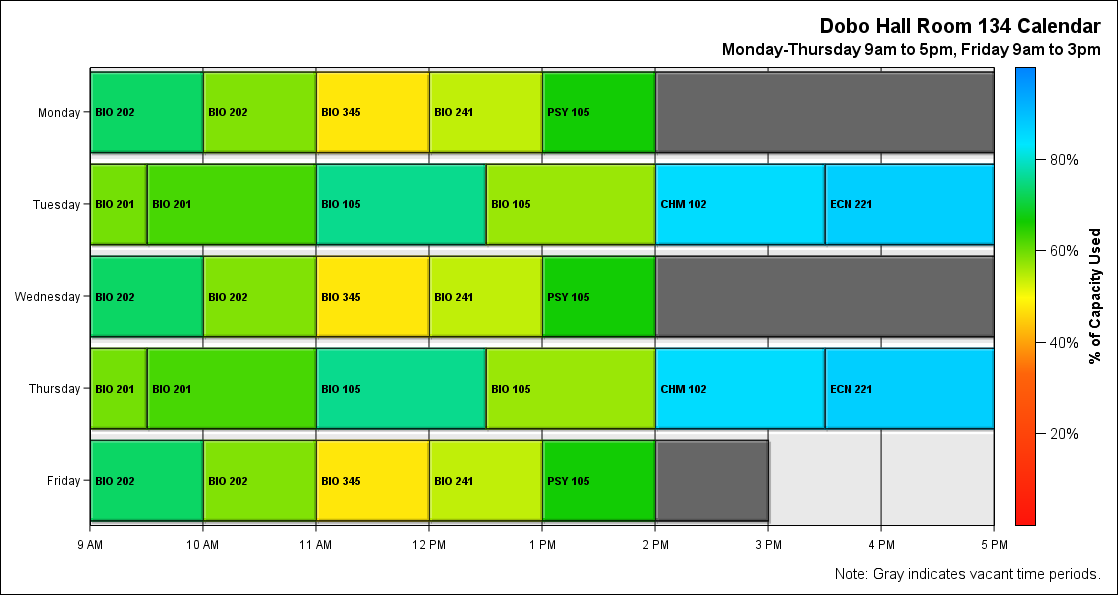 Dobo Hall Room 134 Calendar
Monday-Thursday 9am to 5pm, Friday 9am to 3pm
Monday
BIO 202
BIO 202
BIO 345
BIO 241
PSY 105
Tuesday
BIO 201
BIO 201
BIO 105
BIO 105
CHM 102
ECN 221
Wednesday
BIO 202
BIO 202
BIO 345
BIO 241
PSY 105
Thursday
BIO 201
BIO 201
BIO 105
BIO 105
CHM 102
ECN 221
Friday
BIO 202
BIO 202
BIO 345
BIO 241
PSY 105
9 AM
10 AM
11 AM
12 PM
1 PM
2 PM
3 PM
4 PM
5 PM
80%
60%
40%
20%
% of Capacity Used
Note: Gray indicates vacant time periods.